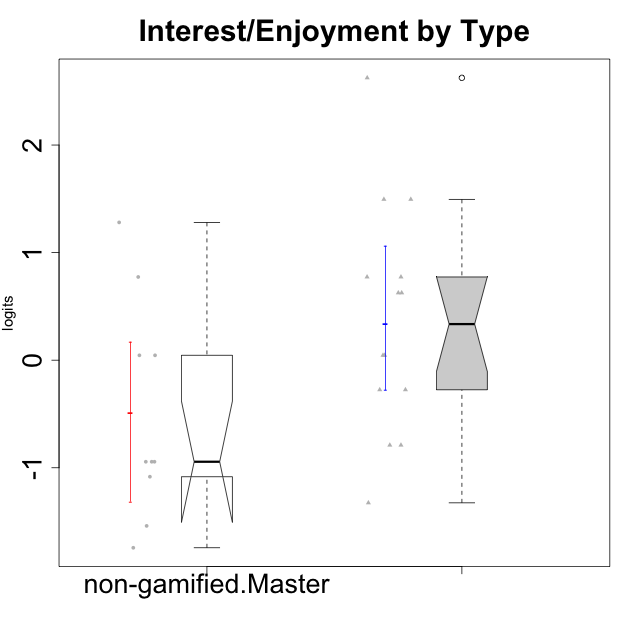 Interest/Enjoyment by Type
2
1
0
-1
logits
non-gamified.Master